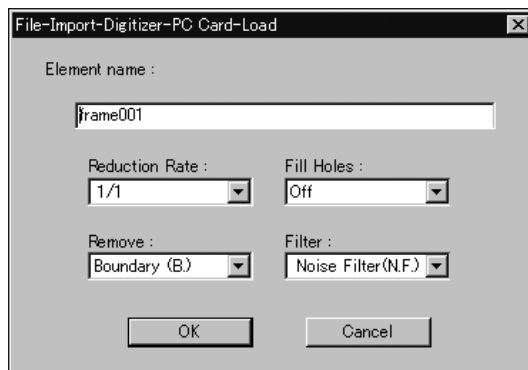 File-Import-Digitizer-PC Card-Load
Element name :
frame001
Reduction Rate : Fill Holes :
1/1 Off
Remove : Filter :
Boundary (B.) Noise Filter(N.F.)
OK Cancel